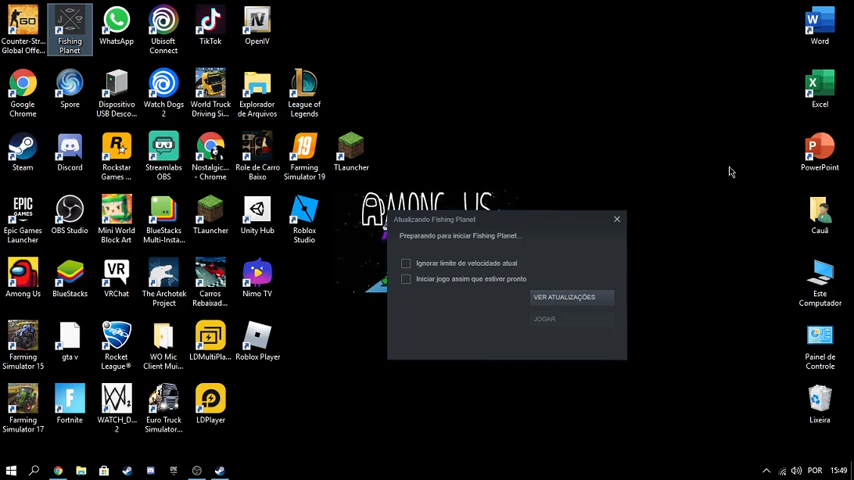 Counter-Str...
Global Offe...
Fishing
Planet
WhatsApp
Ubisoft
Connect
TikTok
OpenIV
Word
Google
Chrome
Spore
Dispositivo
USB Desco...
Watch Dogs
2
World Truck
Driving Si...
Explorador
de Arquivos
League of
Legends
Excel
Steam
Discord
Rockstar
Games ...
Streamlabs
OBS
Nostalgic...
- Chrome
Role de Carro
Baixo
Farming
Simulator 19
TLauncher
PowerPoint
Epic Games
Launcher
OBS Studio
Mini World
Block Art
BlueStacks
Multi-Insta...
TLauncher
Unity Hub
Roblox
Studio
AMONG US
Cauã
Atualizando Fishing Planet
Preparando para iniciar Fishing Planet...
Ignorar limite de velocidade atual
Iniciar jogo assim que estiver pronto
VER ATUALIZAÇÕES
JOGAR
Among Us
BlueStacks
VRChat
The Archotek
Project
Carros
Rebaixad...
Nimo TV
Este
Computador
Farming
Simulator 15
gta v
Rocket
League®
WO Mic
Client Mui...
LDMultiPla...
Roblox Player
Painel de
Controle
Farming
Simulator 17
Fortnite
WATCH_D...
2
Euro Truck
Simulator...
LDPlayer
Lixeira
POR
15:49